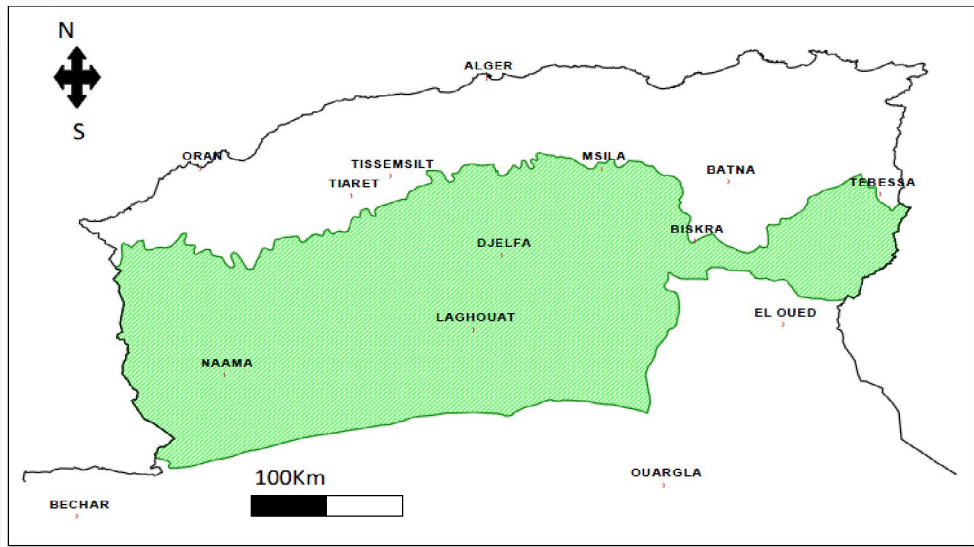 N
S
ALGER
ORAN
TISSEMSILT
MSILA
BATNA
TIARET
TEBESSA
BISKRA
DJELFA
EL OUED
LAGHOUAT
NAAMA
OUARGLA
100Km
BECHAR